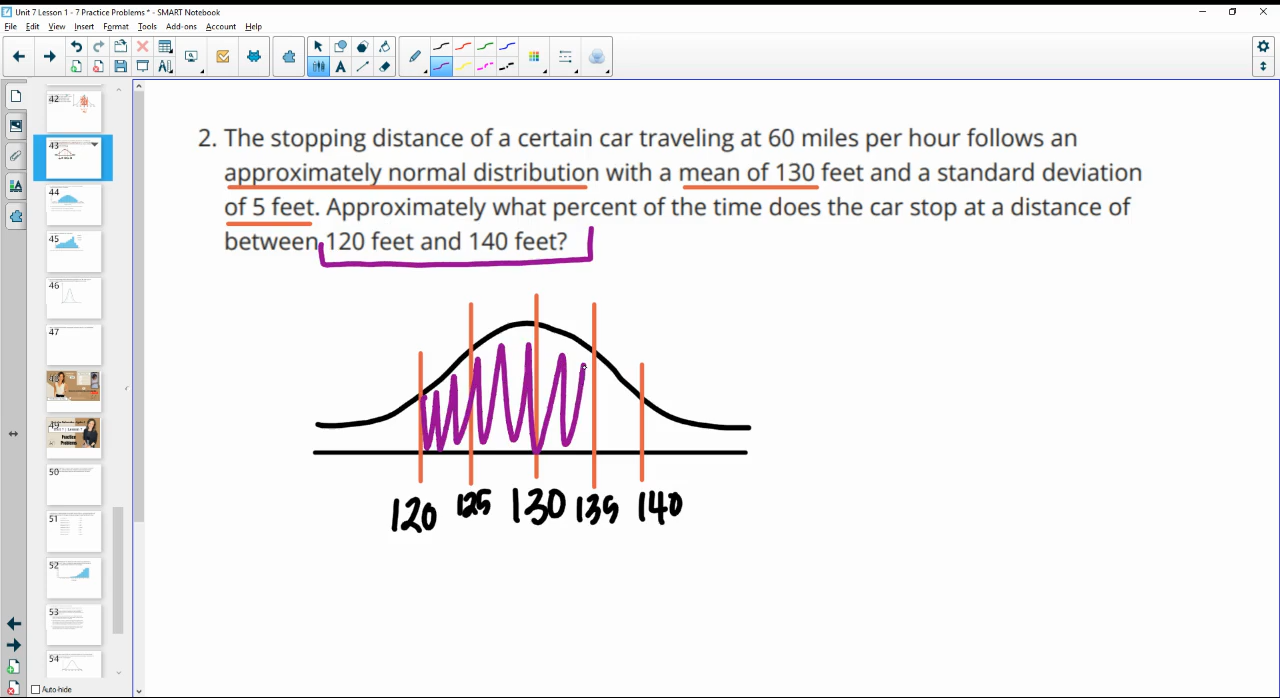 Unit 7 Lesson 1 - 7 Practice Problems * - SMART Notebook
File Edit View Insert Format Tools Add-ons Account Help
42
43
44
45
46
47
49
Practice
Problems
50
51
52
53
54
Auto-hide
2. The stopping distance of a certain car traveling at 60 miles per hour follows an
approximately normal distribution with a mean of 130 feet and a standard deviation
of 5 feet. Approximately what percent of the time does the car stop at a distance of
between 120 feet and 140 feet?
120 125 130 135 140